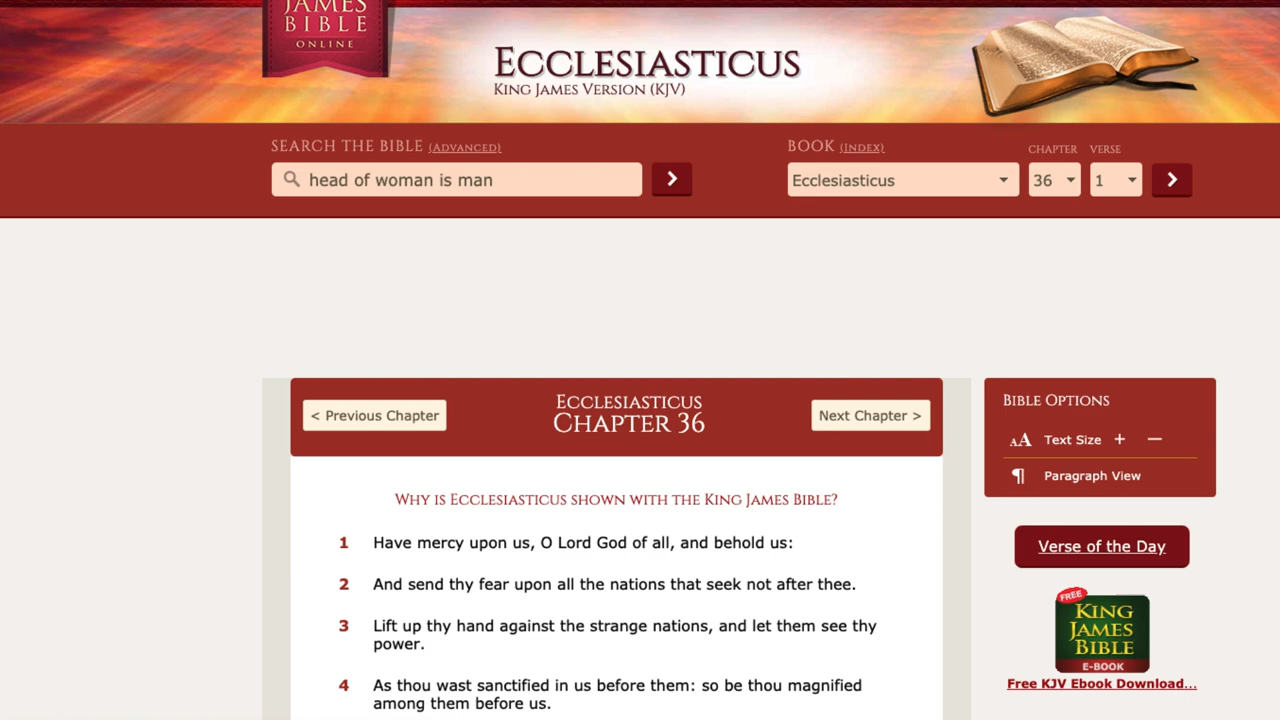 JAMES
BIBLE
ONLINE
ECCLESIASTICUS
KING JAMES VERSION (KJV)
SEARCH THE BIBLE (ADVANCED)
head of woman is man
BOOK (INDEX)
CHAPTER
VERSE
Ecclesiasticus
36
1
< Previous Chapter
ECCLESIASTICUS
CHAPTER 36
Next Chapter >
WHY IS ECCLESIASTICUS SHOWN WITH THE KING JAMES BIBLE?
1 Have mercy upon us, O Lord God of all, and behold us:
2 And send thy fear upon all the nations that seek not after thee.
3 Lift up thy hand against the strange nations, and let them see thy
power.
4 As thou wast sanctified in us before them: so be thou magnified
among them before us.
BIBLE OPTIONS
AA Text Size + —
¶ Paragraph View
Verse of the Day
FREE
KING
JAMES
BIBLE
E-BOOK
Free KJV Ebook Download...